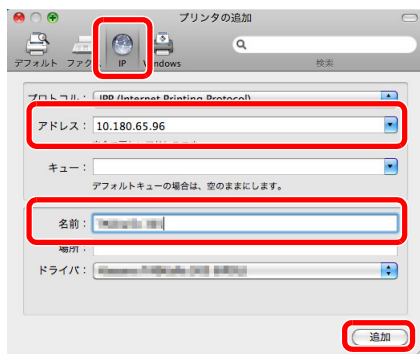 プリンタの追加
デフォルト ファク IP Windows 検索
プロトコル： IPP (Internet Printing Protocol)
アドレス： 10.180.65.96
キュー：
デフォルトキューの場合は、空のままにします。
名前：
場所：
ドライバ：
追加